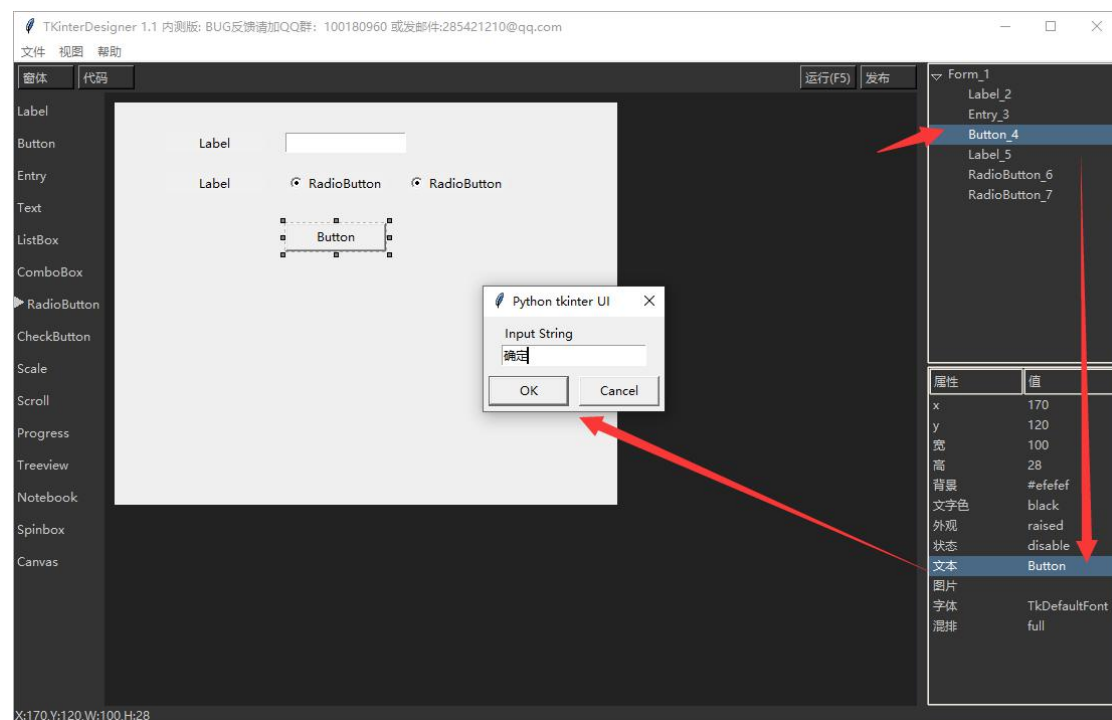 TKinterDesigner 1.1 内测版: BUG反馈请加QQ群：100180960 或发邮件:285421210@qq.com
文件 视图 帮助
窗体 代码 运行(F5) 发布
Label
Button
Entry
Text
ListBox
ComboBox
RadioButton
CheckButton
Scale
Scroll
Progress
Treeview
Notebook
Spinbox
Canvas
Label
Label RadioButton RadioButton
Button
Python tkinter UI
Input String
确定
OK Cancel
Form_1
Label_2
Entry_3
Button_4
Label_5
RadioButton_6
RadioButton_7
属性 值
x 170
y 120
宽 100
高 28
背景 #efefef
文字色 black
外观 raised
状态 disable
文本 Button
图片
字体 TkDefaultFont
混排 full
X:170,Y:120,W:100,H:28